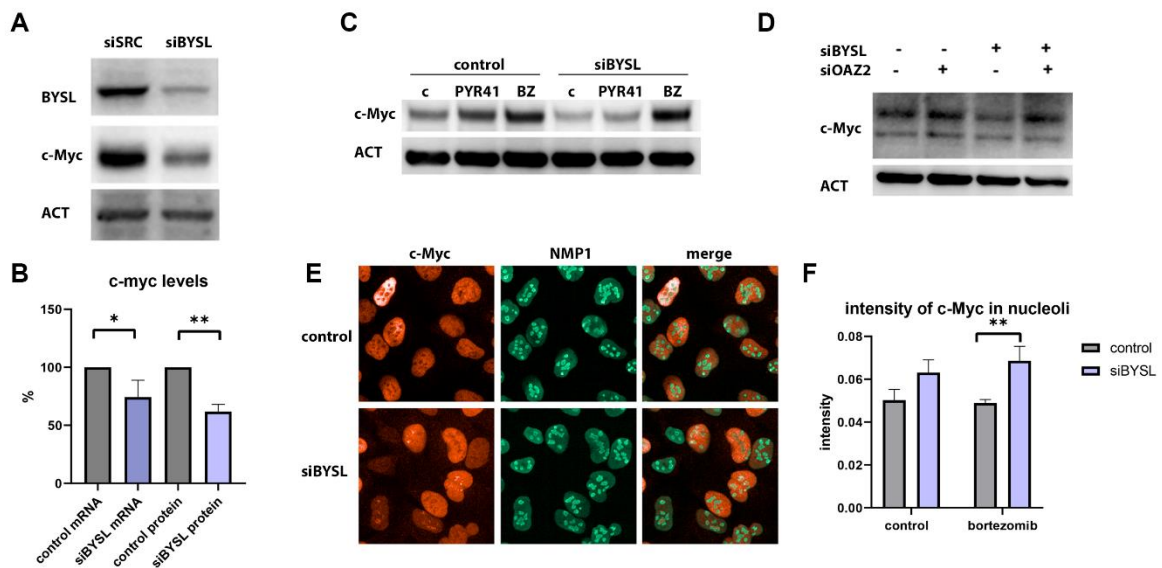 A
siSRC siBYSL
BYSL
c-Myc
ACT
B
c-myc levels
*
**
150
100
50
0
%
control mRNA
siBYSL mRNA
control protein
siBYSL protein
C
control siBYSL
c PYR41 BZ c PYR41 BZ
c-Myc
ACT
D
siBYSL - - + +
siOAZ2 - + - +
c-Myc
ACT
E
c-Myc NMP1 merge
control
siBYSL
F
intensity of c-Myc in nucleoli
**
0.08
0.06
0.04
0.02
0.00
intensity
control bortezomib
control
siBYSL